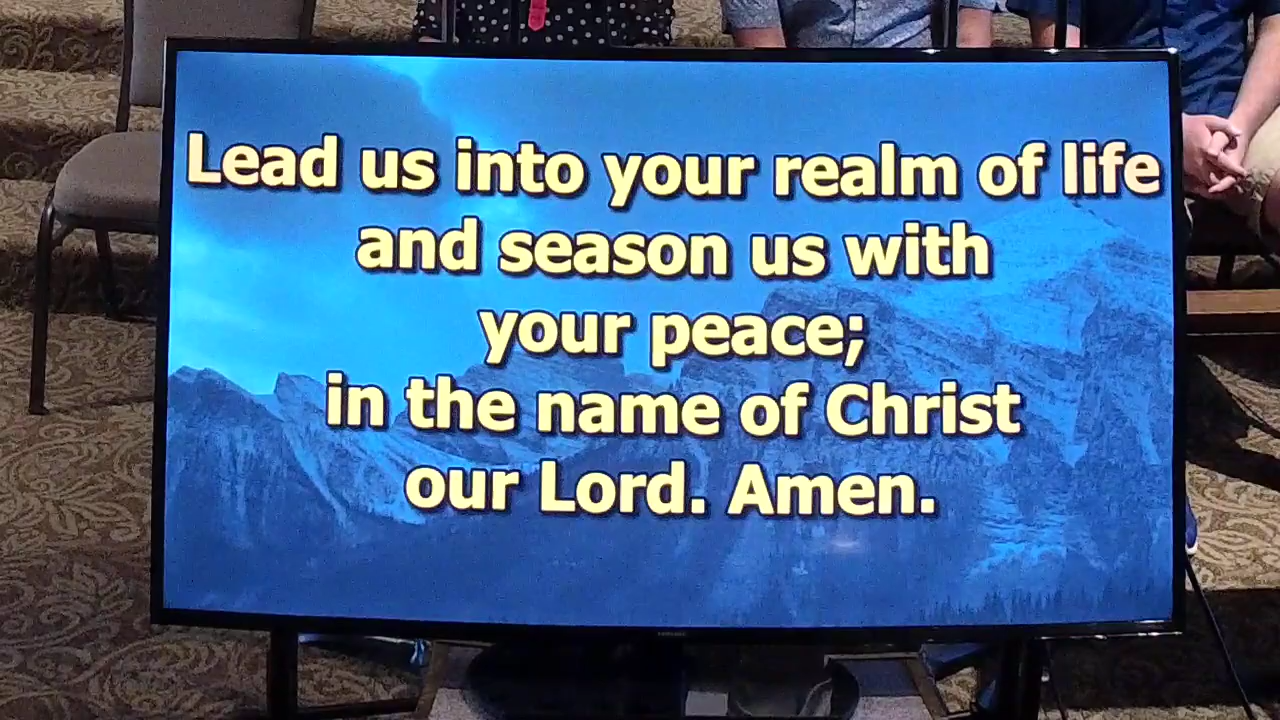 Lead us into your realm of life
and season us with
your peace;
in the name of Christ
our Lord. Amen.